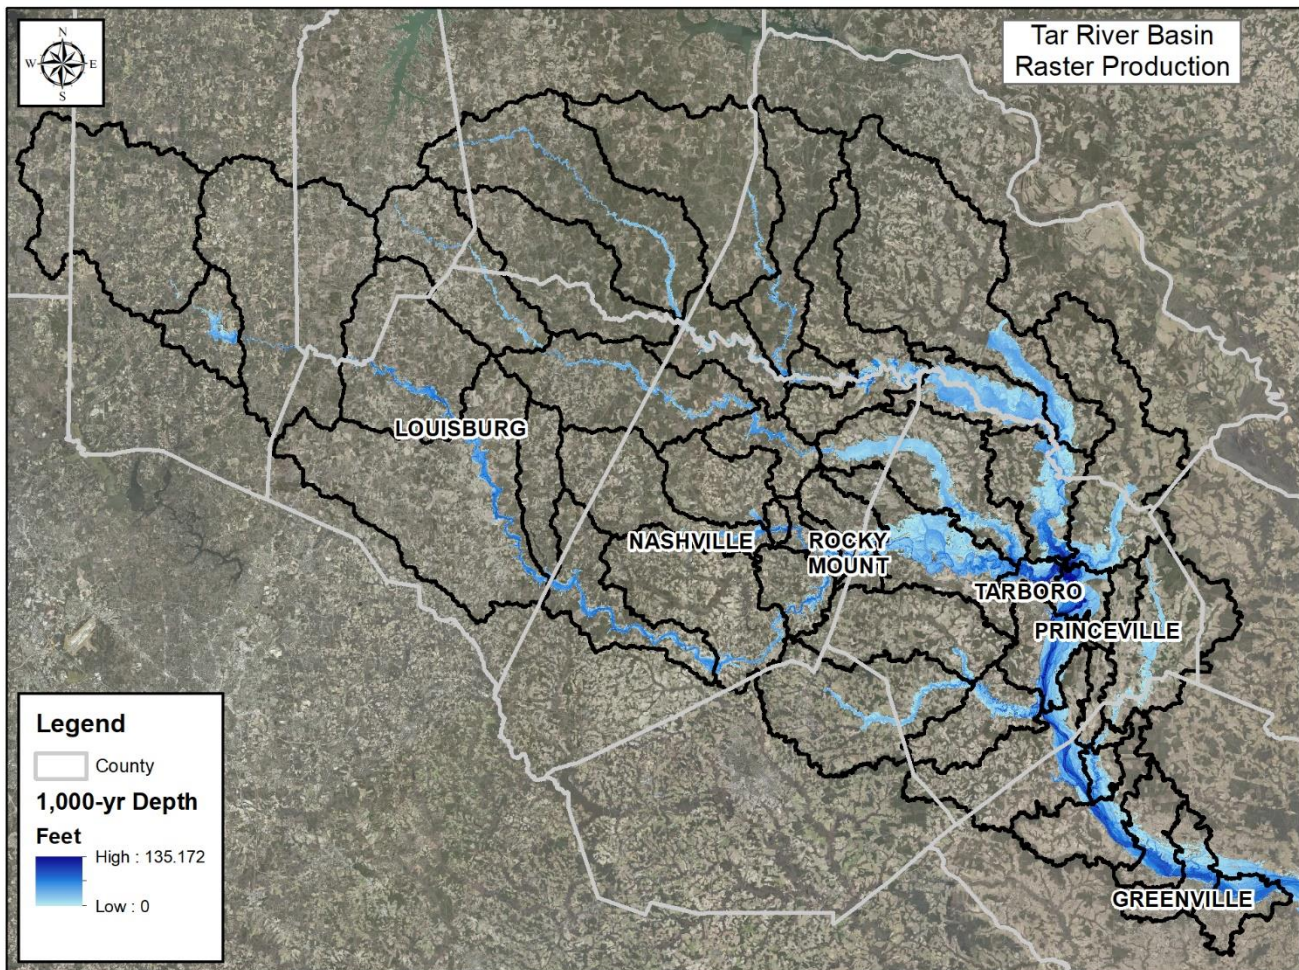 Tar River Basin
Raster Production
N
W
E
S
LOUISBURG
NASHVILLE
ROCKY
MOUNT
TARBORO
PRINCEVILLE
GREENVILLE
Legend
County
1,000-yr Depth
Feet
High : 135.172
Low : 0